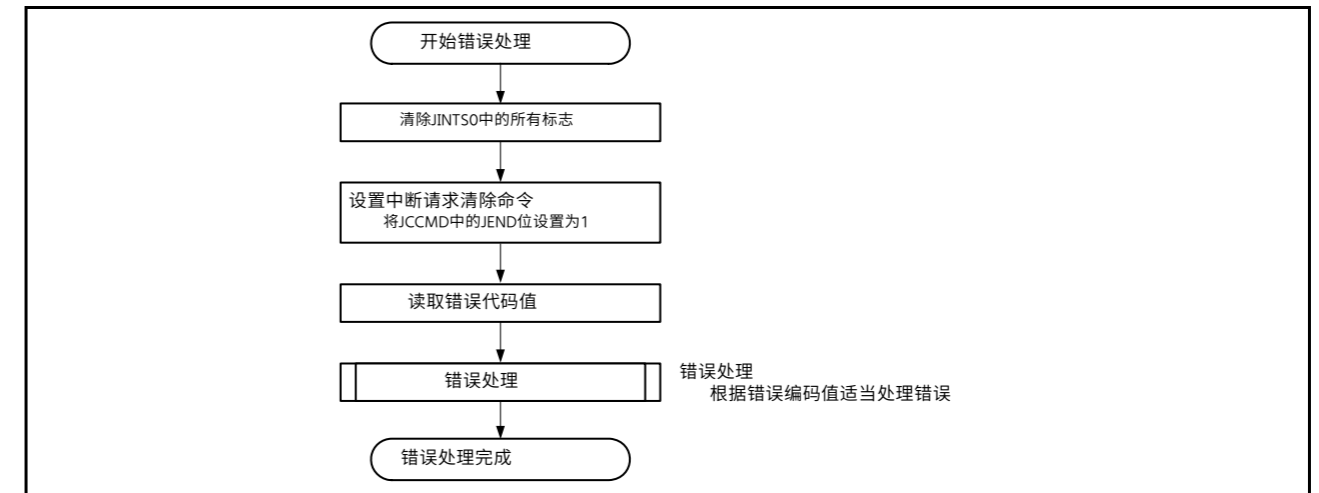 开始错误处理
清除JINTS0中的所有标志
设置中断请求清除命令
将JCCMD中的JEND位设置为1
读取错误代码值
错误处理
错误处理
根据错误编码值适当处理错误
错误处理完成